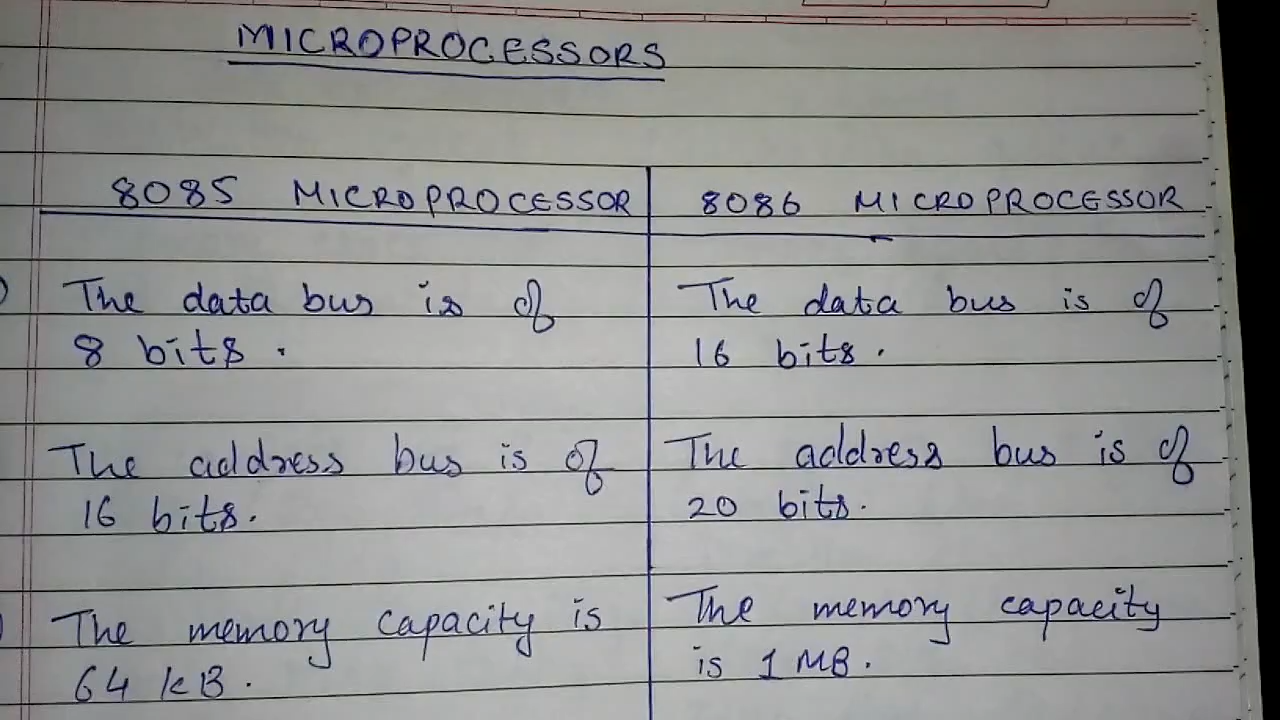 MICROPROCESSORS
8085 MICROPROCESSOR
8086 MICROPROCESSOR
The data bus is of
8 bits.
The data bus is of
16 bits.
The address bus is of
16 bits.
The address bus is of
20 bits.
The memory capacity is
64 kB.
The memory capacity
is 1 MB.